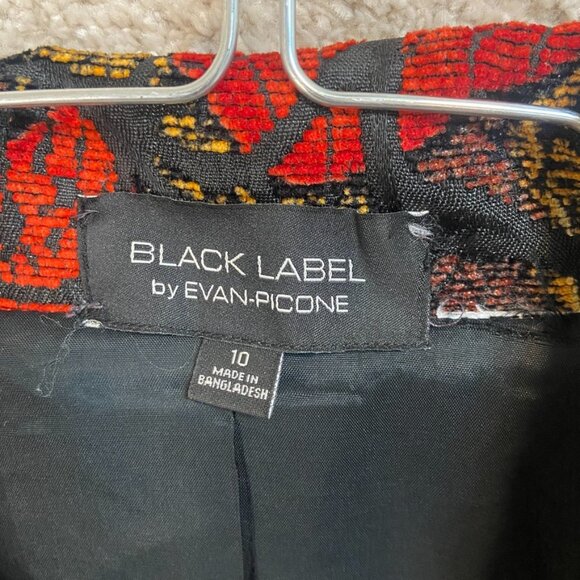 BLACK LABEL
by EVAN-PICONE
10
MADE IN
BANGLADESH